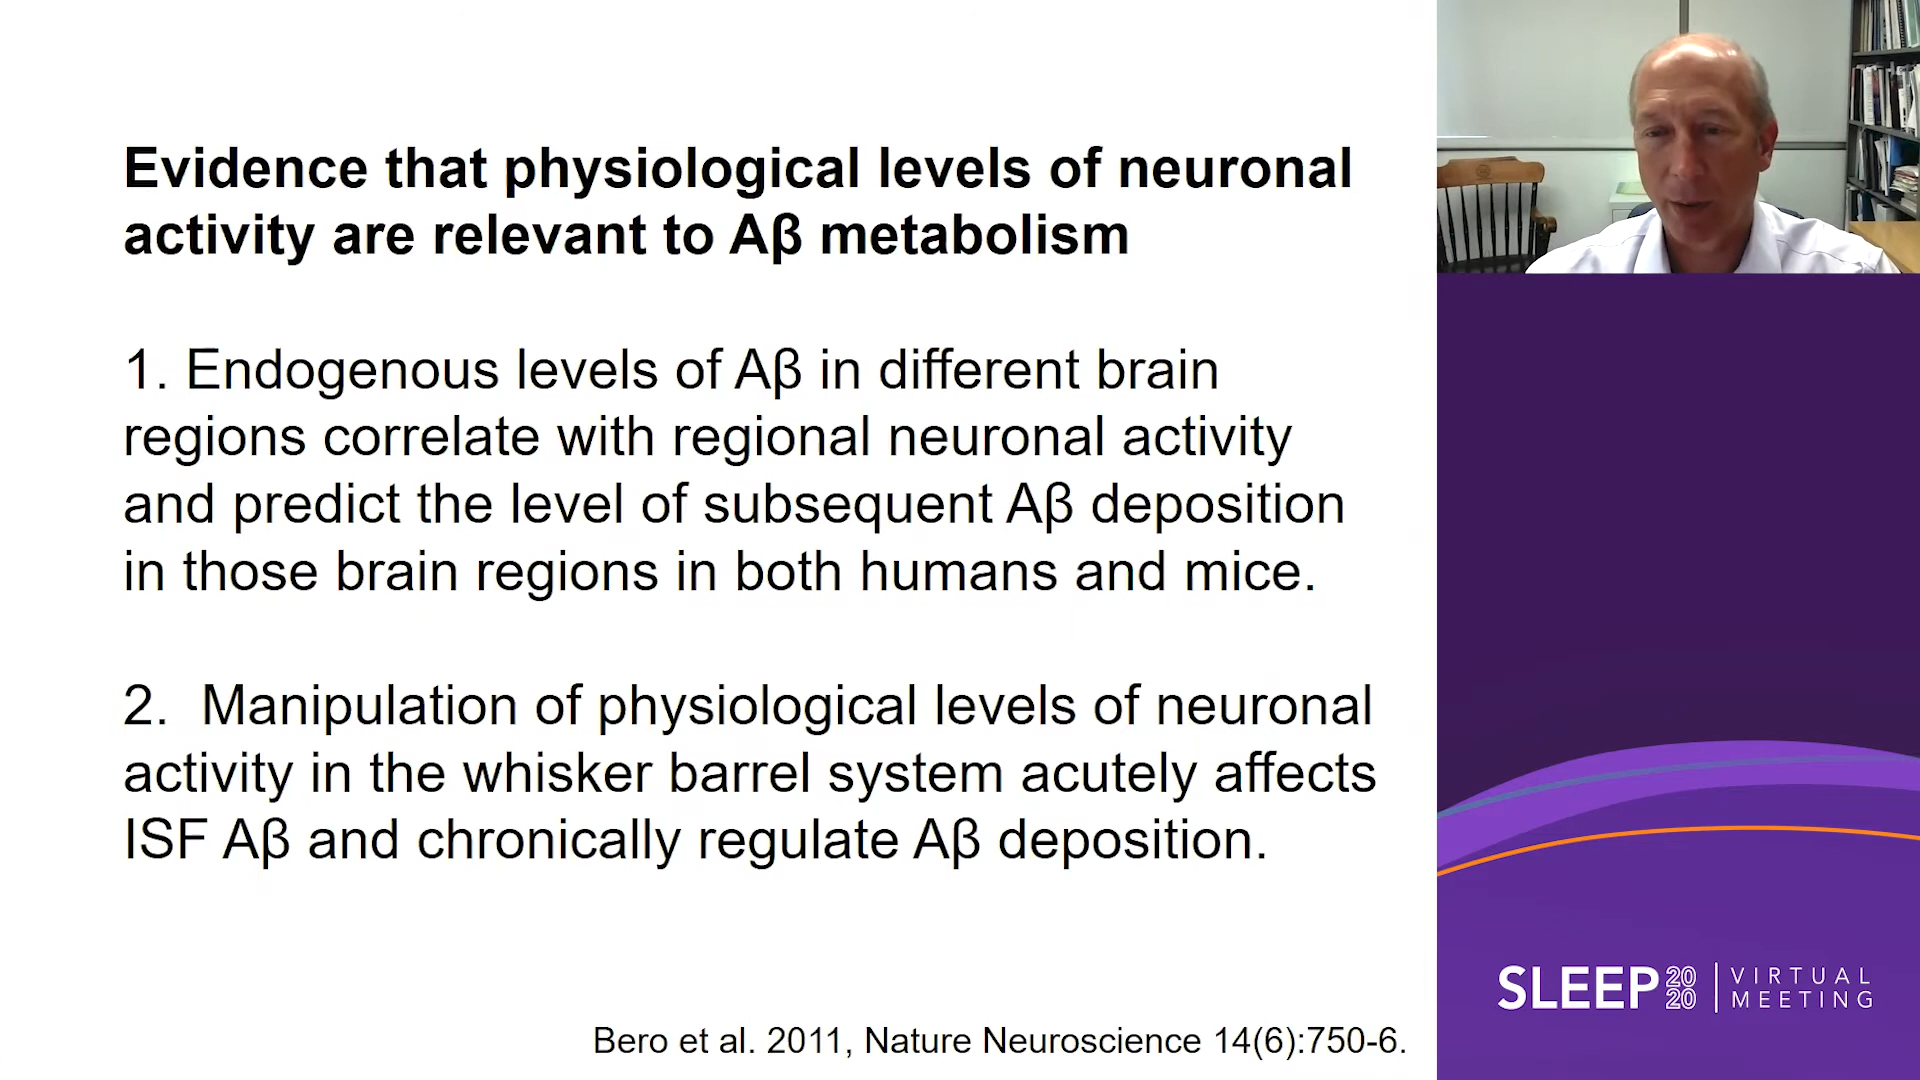 Evidence that physiological levels of neuronal
activity are relevant to Aβ metabolism
1. Endogenous levels of Aβ in different brain
regions correlate with regional neuronal activity
and predict the level of subsequent Aβ deposition
in those brain regions in both humans and mice.
2. Manipulation of physiological levels of neuronal
activity in the whisker barrel system acutely affects
ISF Aβ and chronically regulate Aβ deposition.
Bero et al. 2011, Nature Neuroscience 14(6):750-6.
SLEEP 2020 | VIRTUAL
MEETING